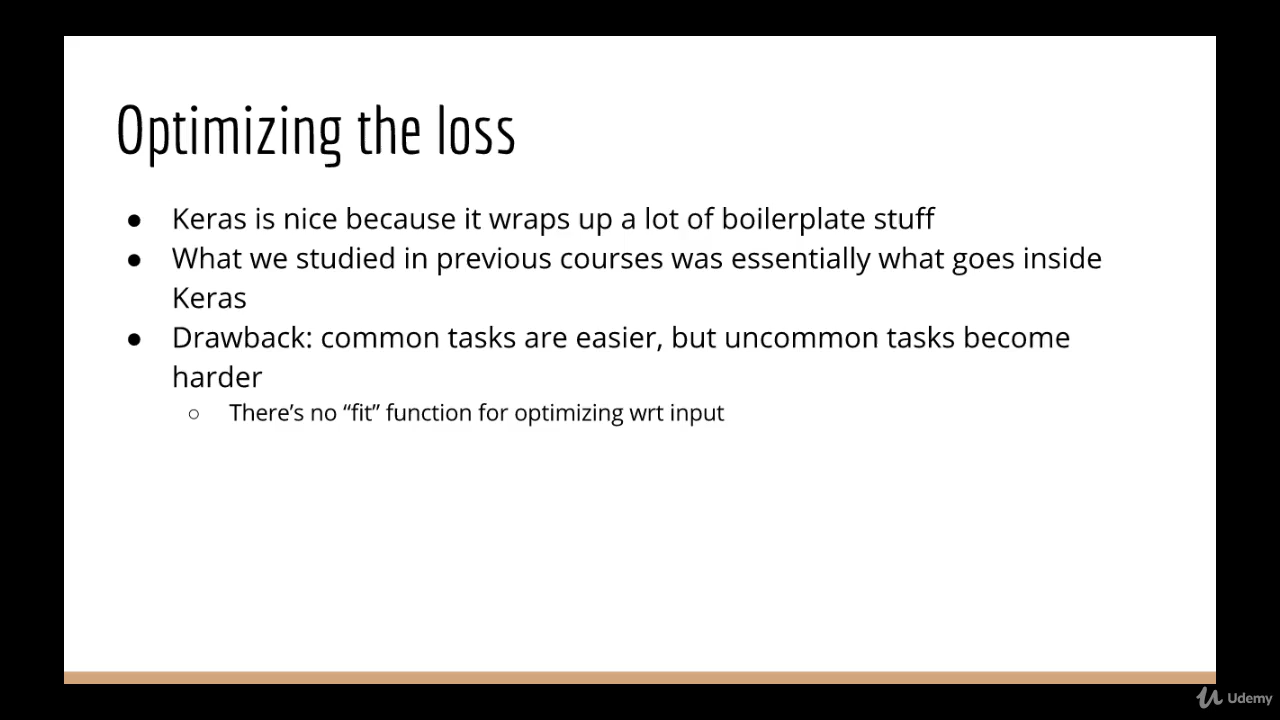 Optimizing the loss
● Keras is nice because it wraps up a lot of boilerplate stuff
● What we studied in previous courses was essentially what goes inside
Keras
● Drawback: common tasks are easier, but uncommon tasks become
harder
○ There’s no “fit” function for optimizing wrt input
Udemy